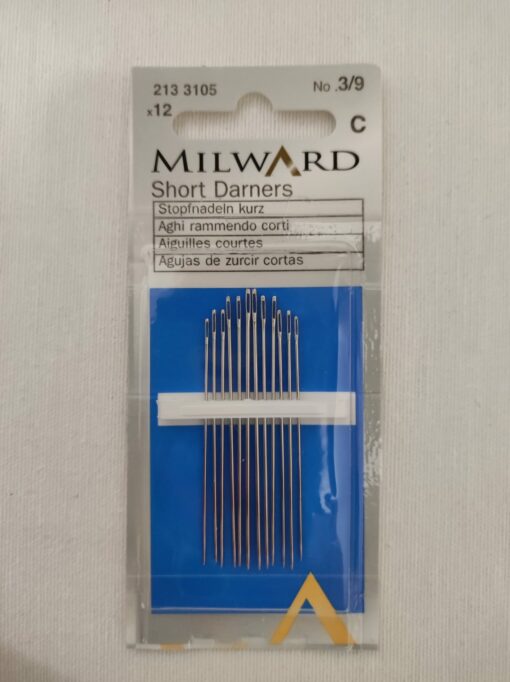 213 3105 No .3/9
x12 C
MILWARD
Short Darners
Stopfnadeln kurz
Aghi rammendo corti
Aiguilles courtes
Agujas de zurcir cortas